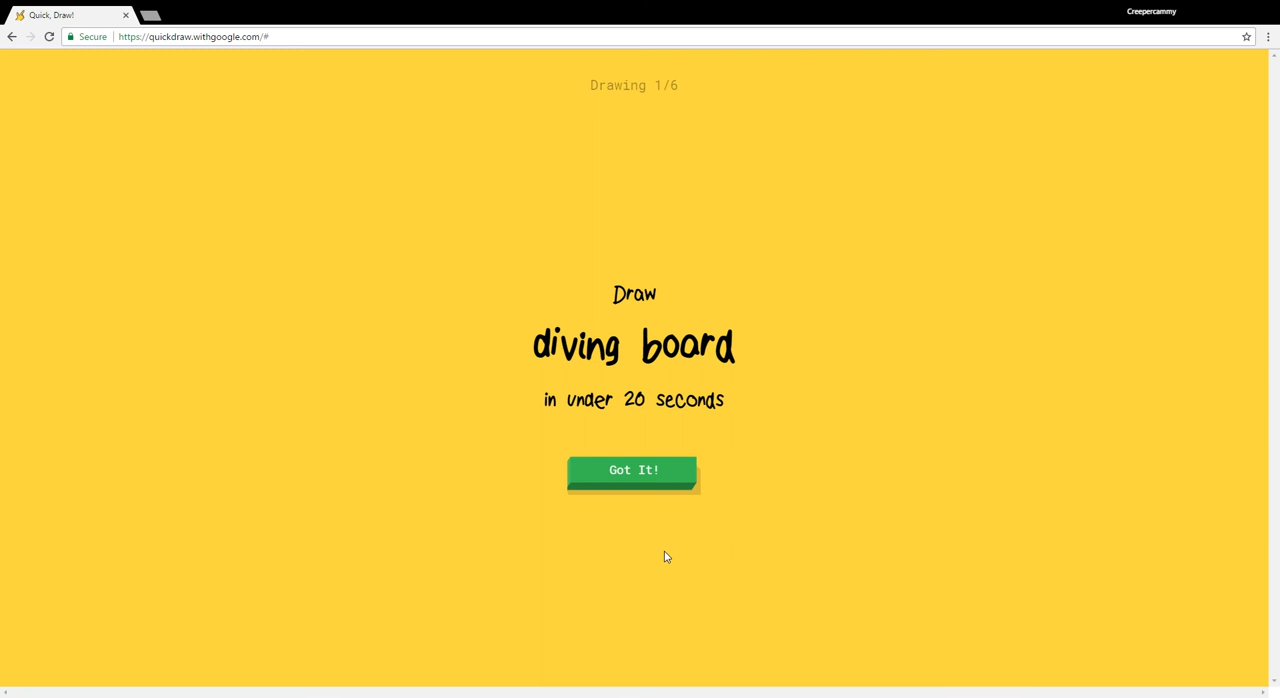 Quick, Draw!
Creepercammy
Secure https://quickdraw.withgoogle.com/#
Drawing 1/6
Draw
diving board
in under 20 seconds
Got It!